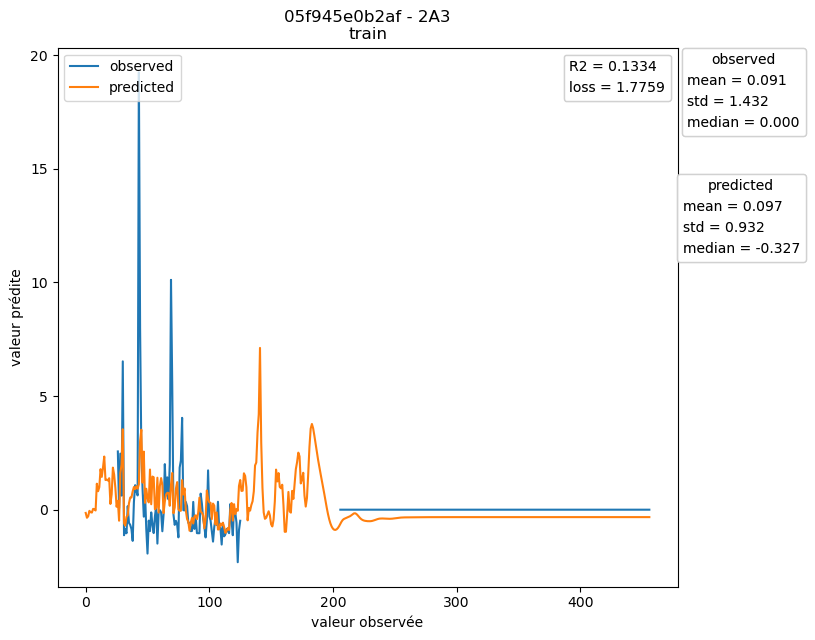 05f945e0b2af - 2A3
train
observed
predicted
R2 = 0.1334
loss = 1.7759
observed
mean = 0.091
std = 1.432
median = 0.000
predicted
mean = 0.097
std = 0.932
median = -0.327
valeur prédite
20
15
10
5
0
0
100
200
300
400
valeur observée